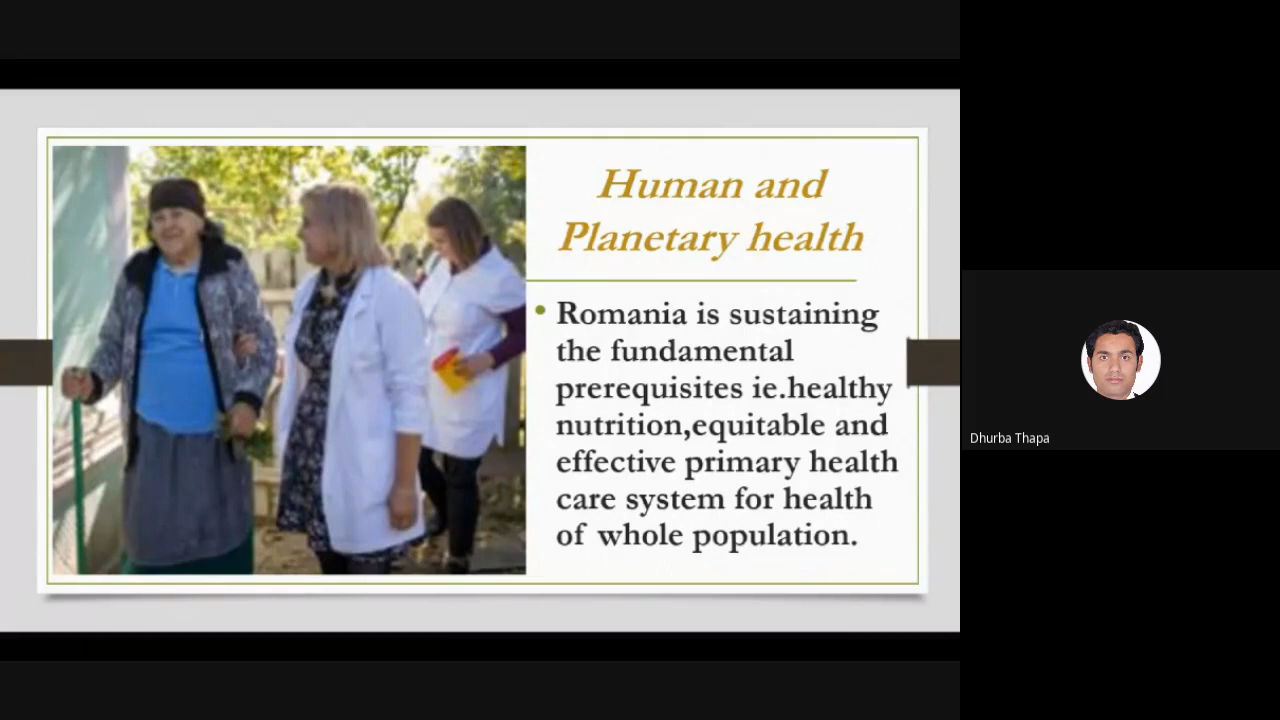 Human and
Planetary health
• Romania is sustaining
the fundamental
prerequisites ie.healthy
nutrition,equitable and
effective primary health
care system for health
of whole population.
Dhurba Thapa